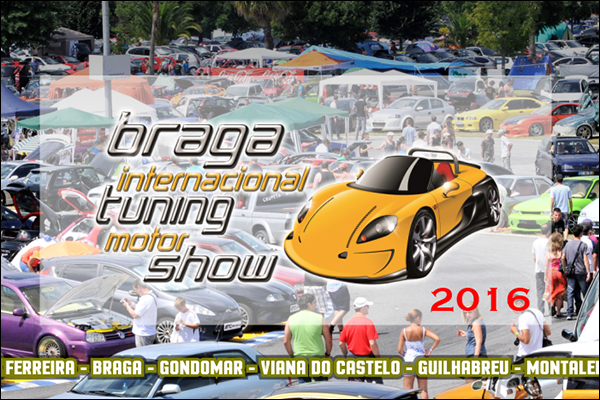 braga
internacional
tuning
motor
show
2016
FERREIRA - BRAGA - GONDOMAR - VIANA DO CASTELO - GUILHABREU - MONTALE